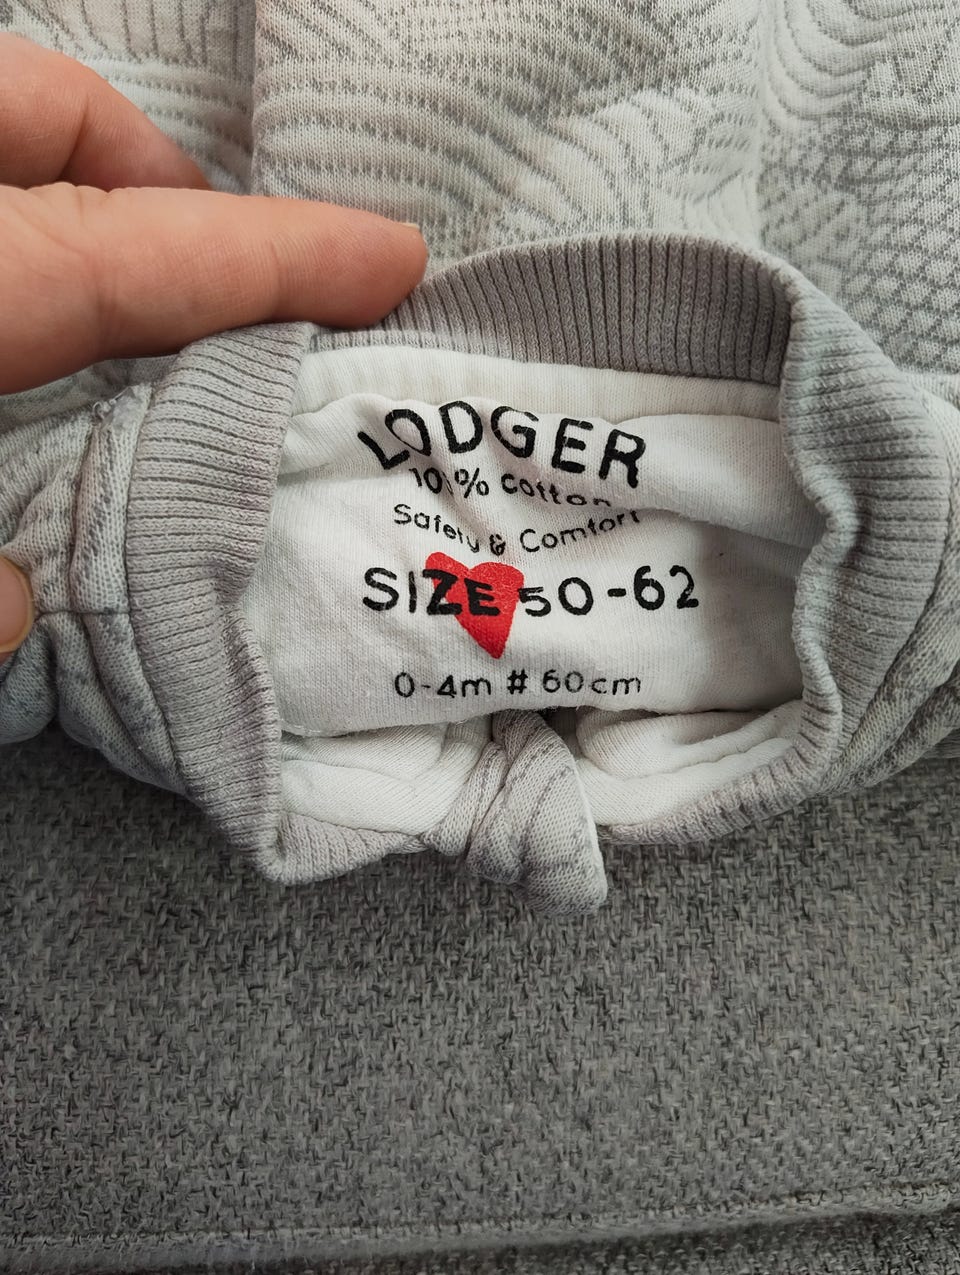 LODGER
100% cotton
Safety & Comfort
SIZE 50-62
0-4m # 60cm